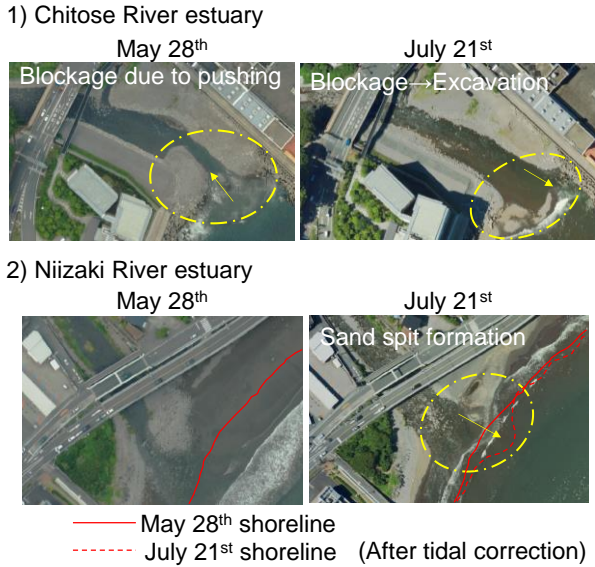 1) Chitose River estuary
May 28th
July 21st
Blockage due to pushing
Blockage→Excavation
2) Niizaki River estuary
May 28th
July 21st
Sand spit formation
May 28th shoreline
July 21st shoreline (After tidal correction)